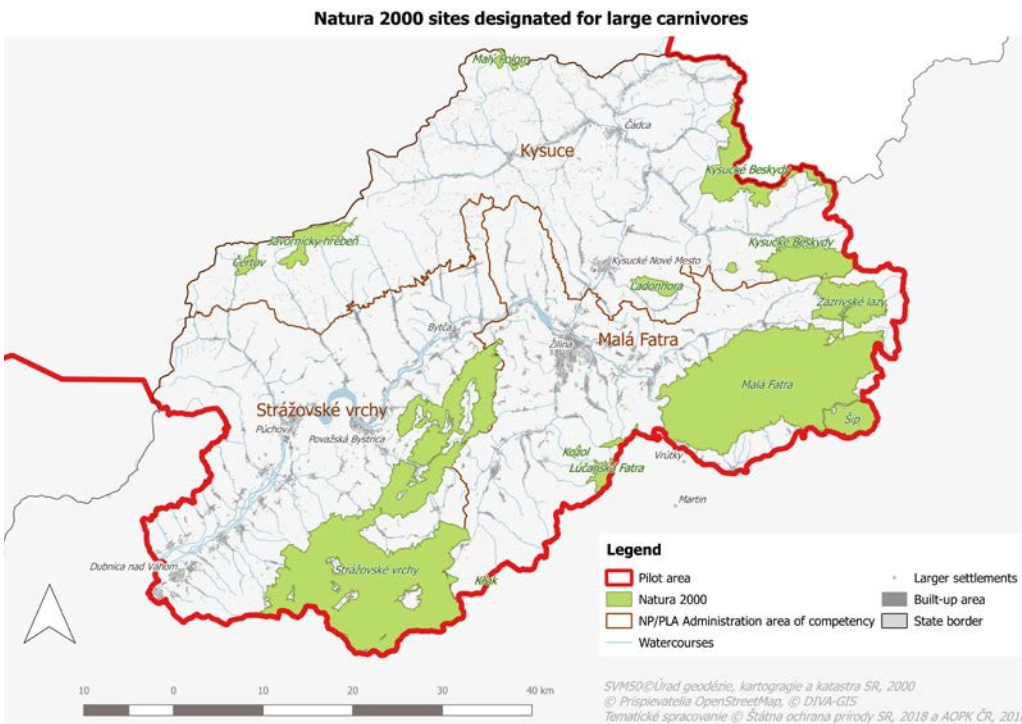 Natura 2000 sites designated for large carnivores
Malý Polom
Čadca
Kysuce
Kysucké Beskydy
Javornícky hrebeň
Čertov
Kysucké Beskydy
Kysucké Nové Mesto
Ľadonhora
Zázrivské lazy
Bytča
Žilina
Malá Fatra
Malá Fatra
Strážovské vrchy
Púchov
Považská Bystrica
Šíp
Kozol
Lúčanská Fatra
Vrútky
Martin
Dubnica nad Váhom
Strážovské vrchy
Kľak
Legend
Pilot area
Natura 2000
NP/PLA Administration area of competency
Watercourses
Larger settlements
Built-up area
State border
10 0 10 20 30 40 km
SVM50©Úrad geodézie, kartogragie a katastra SR, 2000
© Prispievatelia OpenStreetMap, © DIVA-GIS
Tematické spracovanie © Štátna ochrana prírody SR, 2018 a AOPK ČR, 201